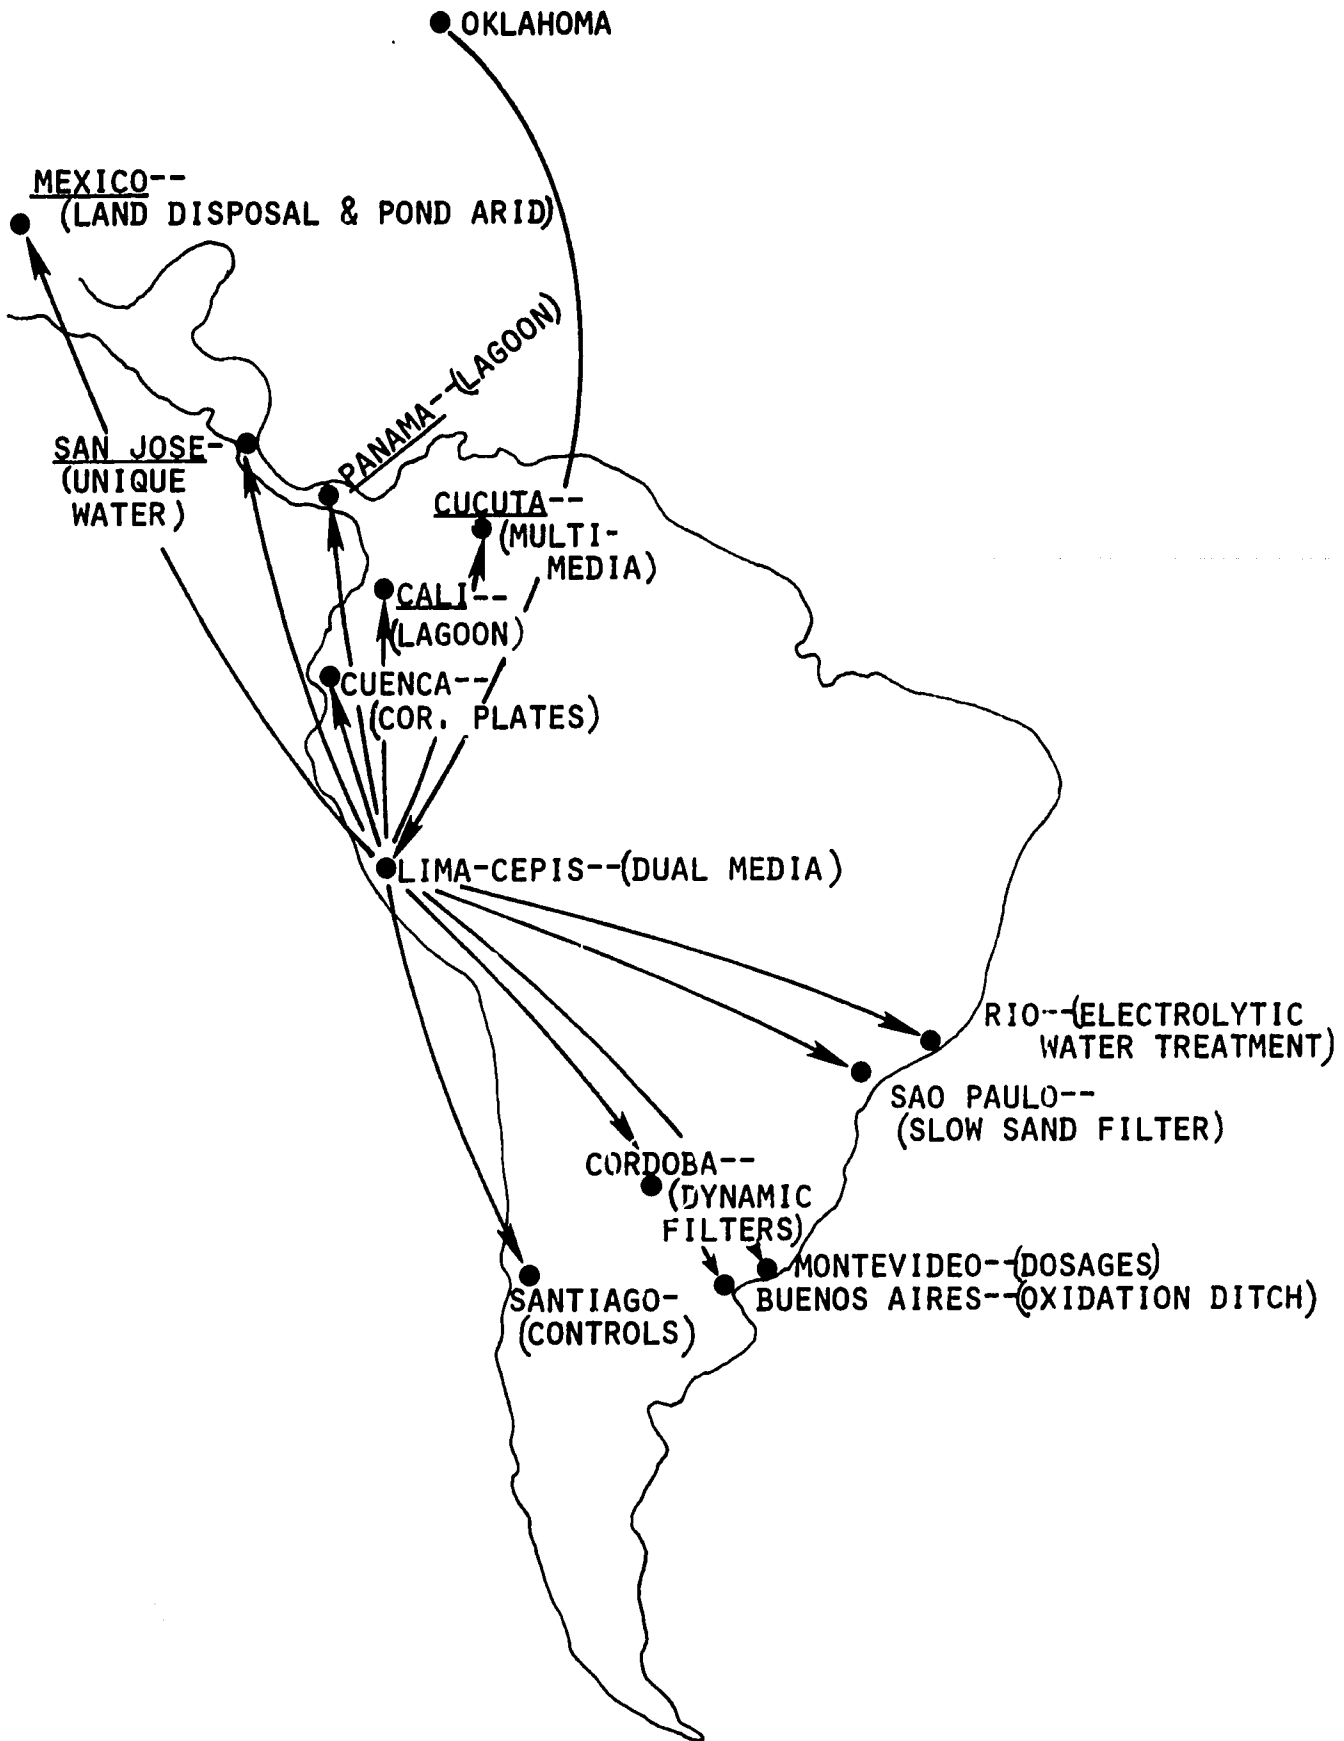 OKLAHOMA
MEXICO--
(LAND DISPOSAL & POND ARID)
PANAMA--(LAGOON)
SAN JOSE-
(UNIQUE
WATER)
CUCUTA--
(MULTI-
MEDIA)
CALI--
(LAGOON)
CUENCA--
(COR. PLATES)
LIMA-CEPIS--(DUAL MEDIA)
RIO--(ELECTROLYTIC
WATER TREATMENT)
SAO PAULO--
(SLOW SAND FILTER)
CORDOBA--
(DYNAMIC
FILTERS)
MONTEVIDEO--(DOSAGES)
BUENOS AIRES--(OXIDATION DITCH)
SANTIAGO-
(CONTROLS)